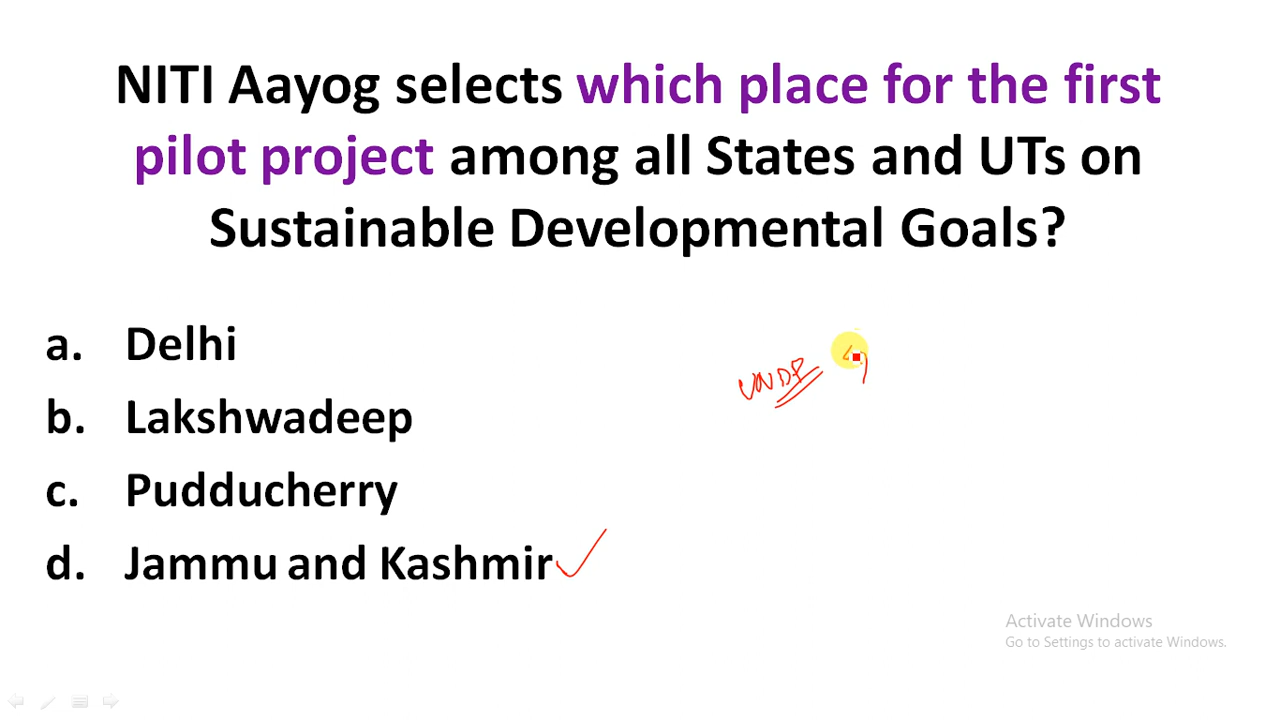 NITI Aayog selects which place for the first
pilot project among all States and UTs on
Sustainable Developmental Goals?
a. Delhi
UNDP
b. Lakshwadeep
c. Pudducherry
d. Jammu and Kashmir
Activate Windows
Go to Settings to activate Windows.